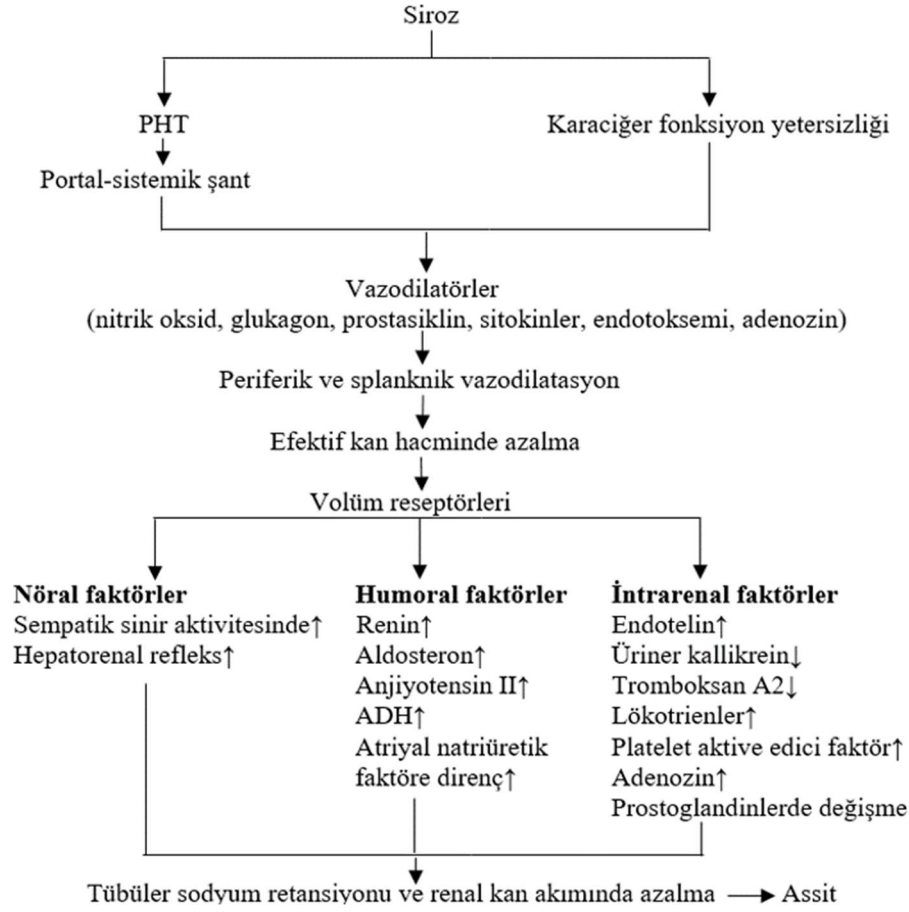 Siroz
PHT
Karaciğer fonksiyon yetersizliği
Portal-sistemik şant
Vazodilatörler
(nitrik oksid, glukagon, prostasiklin, sitokinler, endotoksemi, adenozin)
Periferik ve splanknik vazodilatasyon
Efektif kan hacminde azalma
Volüm reseptörleri
Nöral faktörler
Sempatik sinir aktivitesinde↑
Hepatorenal refleks↑
Humoral faktörler
Renin↑
Aldosteron↑
Anjiyotensin II↑
ADH↑
Atriyal natriüretik
faktöre direnç↑
İntrarenal faktörler
Endotelin↑
Üriner kallikrein↓
Tromboksan A2↓
Lökotrienler↑
Platelet aktive edici faktör↑
Adenozin↑
Prostoglandinlerde değişme
Tübüler sodyum retansiyonu ve renal kan akımında azalma → Assit